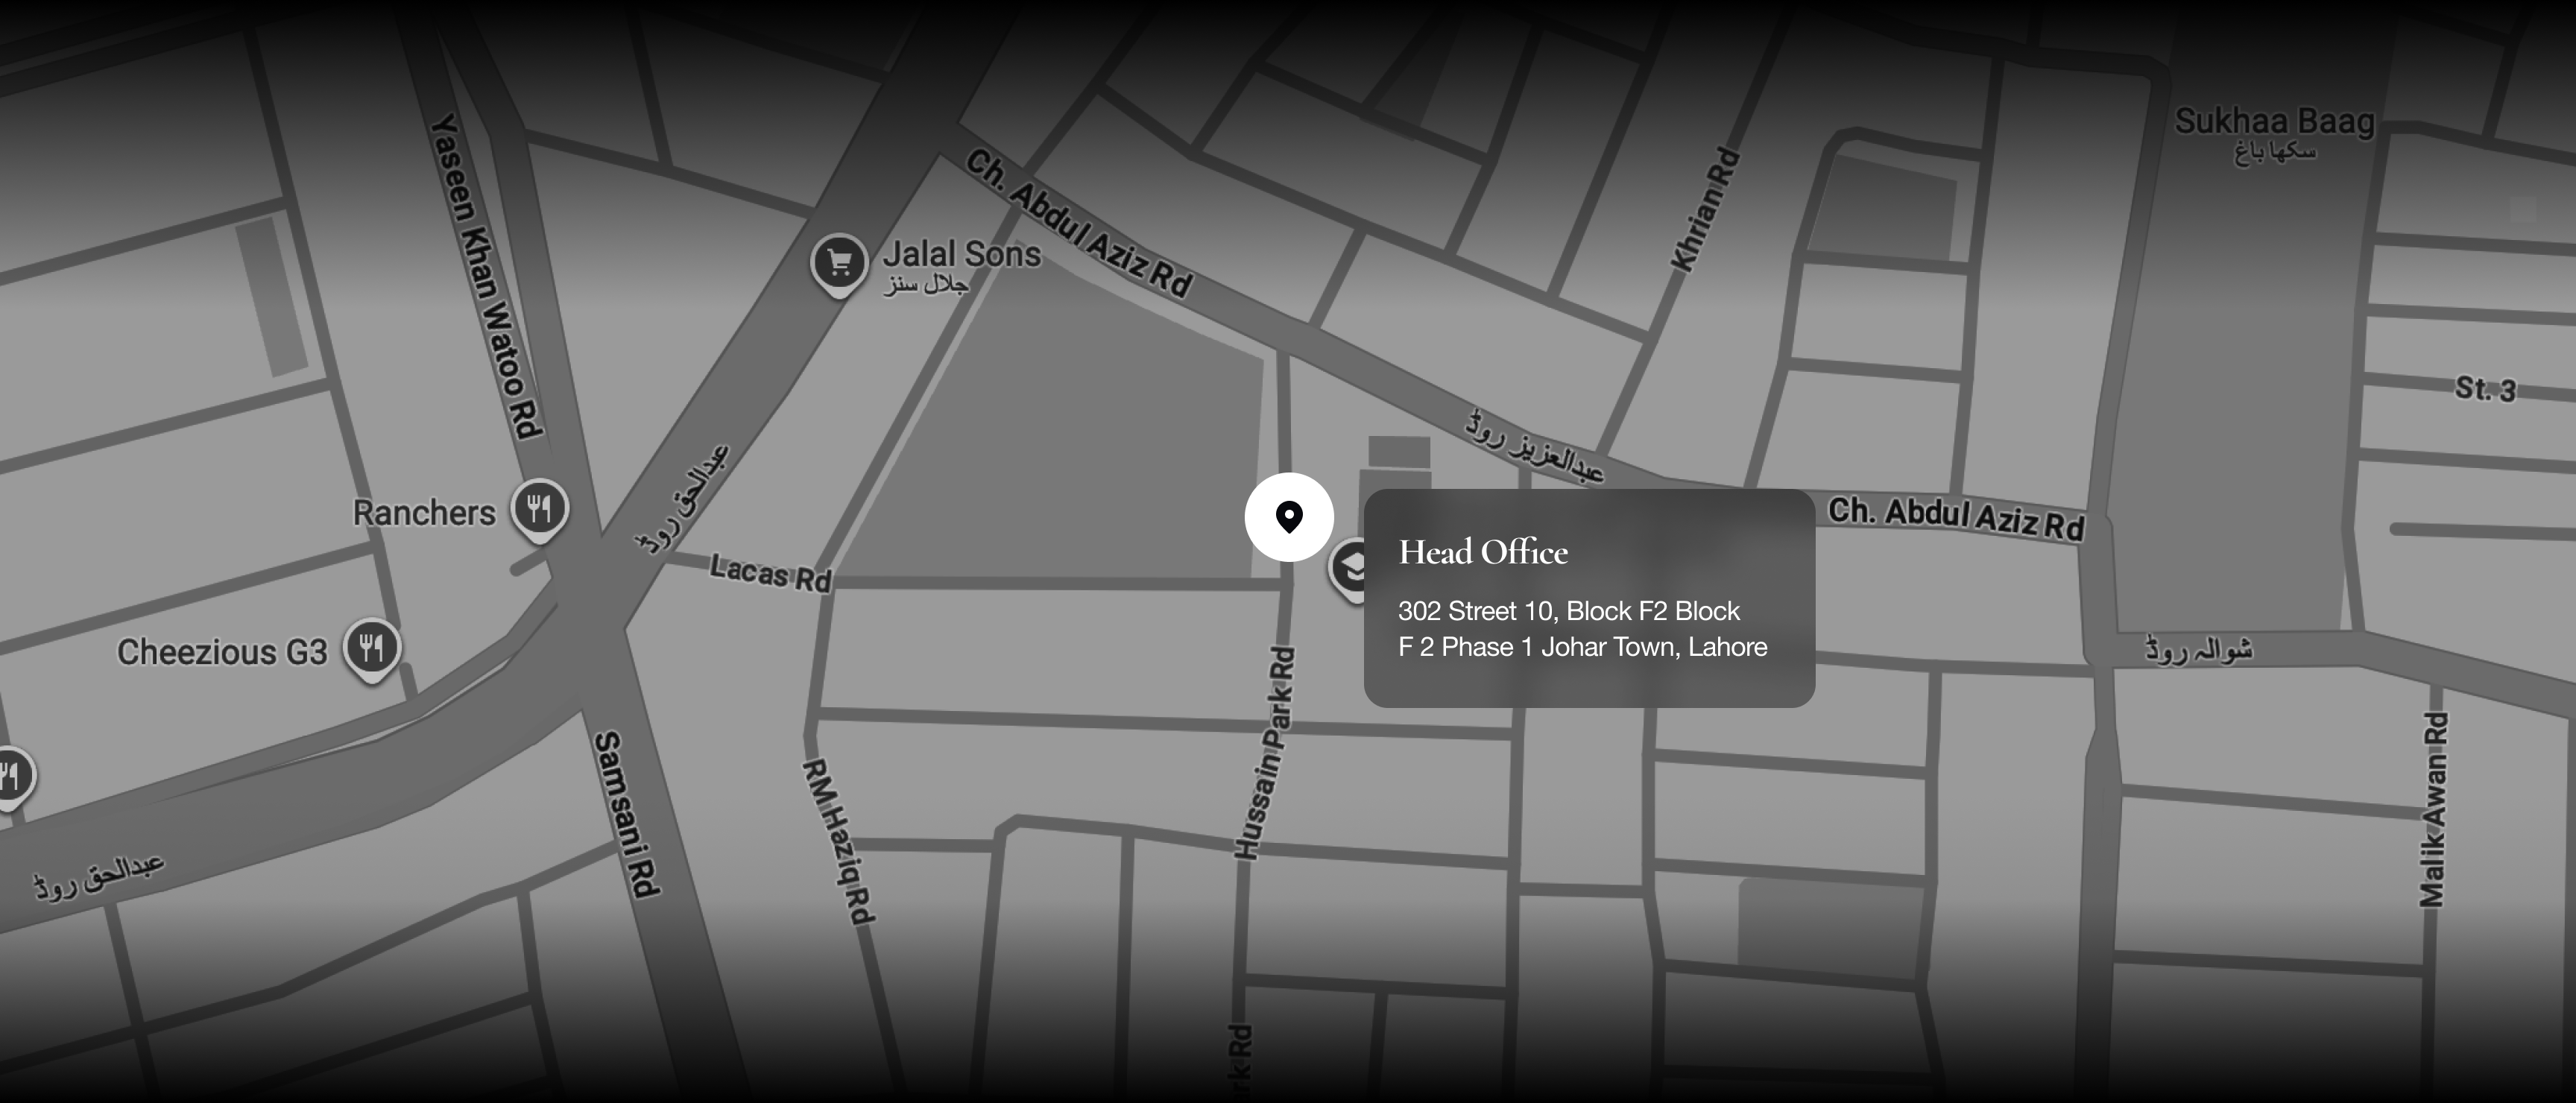 Sukhaa Baag
سکھا باغ
Yaseen Khan Watoo Rd
Ch. Abdul Aziz Rd
Khrian Rd
Jalal Sons
جلال سنز
St. 3
عبدالعزیز روڈ
عبدالحق روڈ
Ranchers
Ch. Abdul Aziz Rd
Head Office
302 Street 10, Block F2 Block
F 2 Phase 1 Johar Town, Lahore
Lacas Rd
Cheezious G3
شوالہ روڈ
Hussain Park Rd
Samsani Rd
RM Haziq Rd
Malik Awan Rd
عبدالحق روڈ
Rd